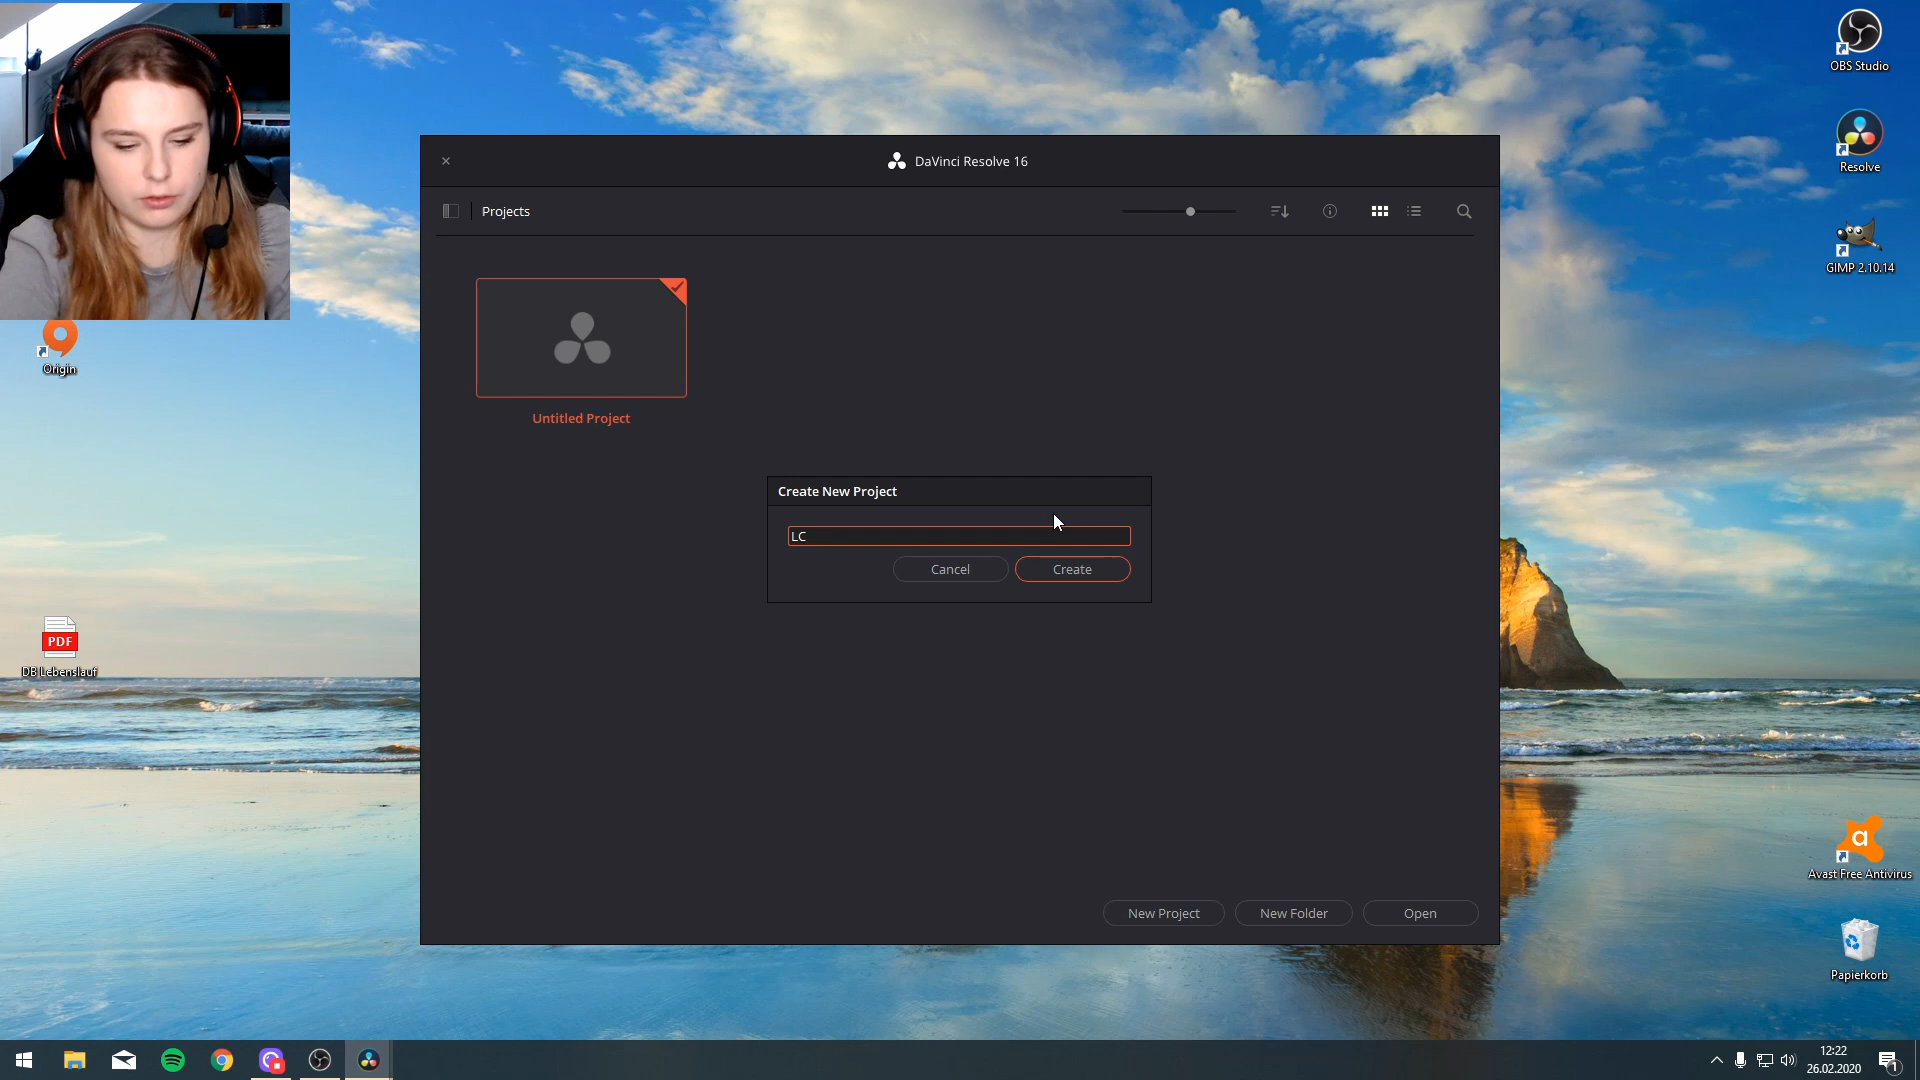 OBS Studio
Resolve
GIMP 2.10.14
Origin
PDF
DB Lebenslauf
DaVinci Resolve 16
Projects
Untitled Project
Create New Project
LC
Cancel
Create
New Project
New Folder
Open
a
Avast Free Antivirus
Papierkorb
12:22
26.02.2020
1